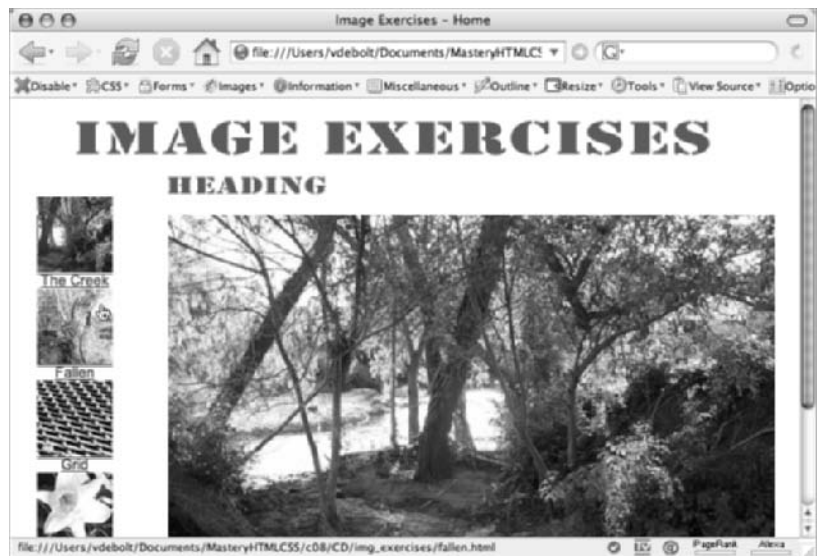 Image Exercises - Home
file:///Users/vdebolt/Documents/MasteryHTMLCS
G
Disable CSS Forms Images Information Miscellaneous Outline Resize Tools View Source Optio
IMAGE EXERCISES
HEADING
The Creek
Fallen
Grid
file:///Users/vdebolt/Documents/MasteryHTMLCSS/c08/CD/img_exercises/fallen.html PageRank Alexa